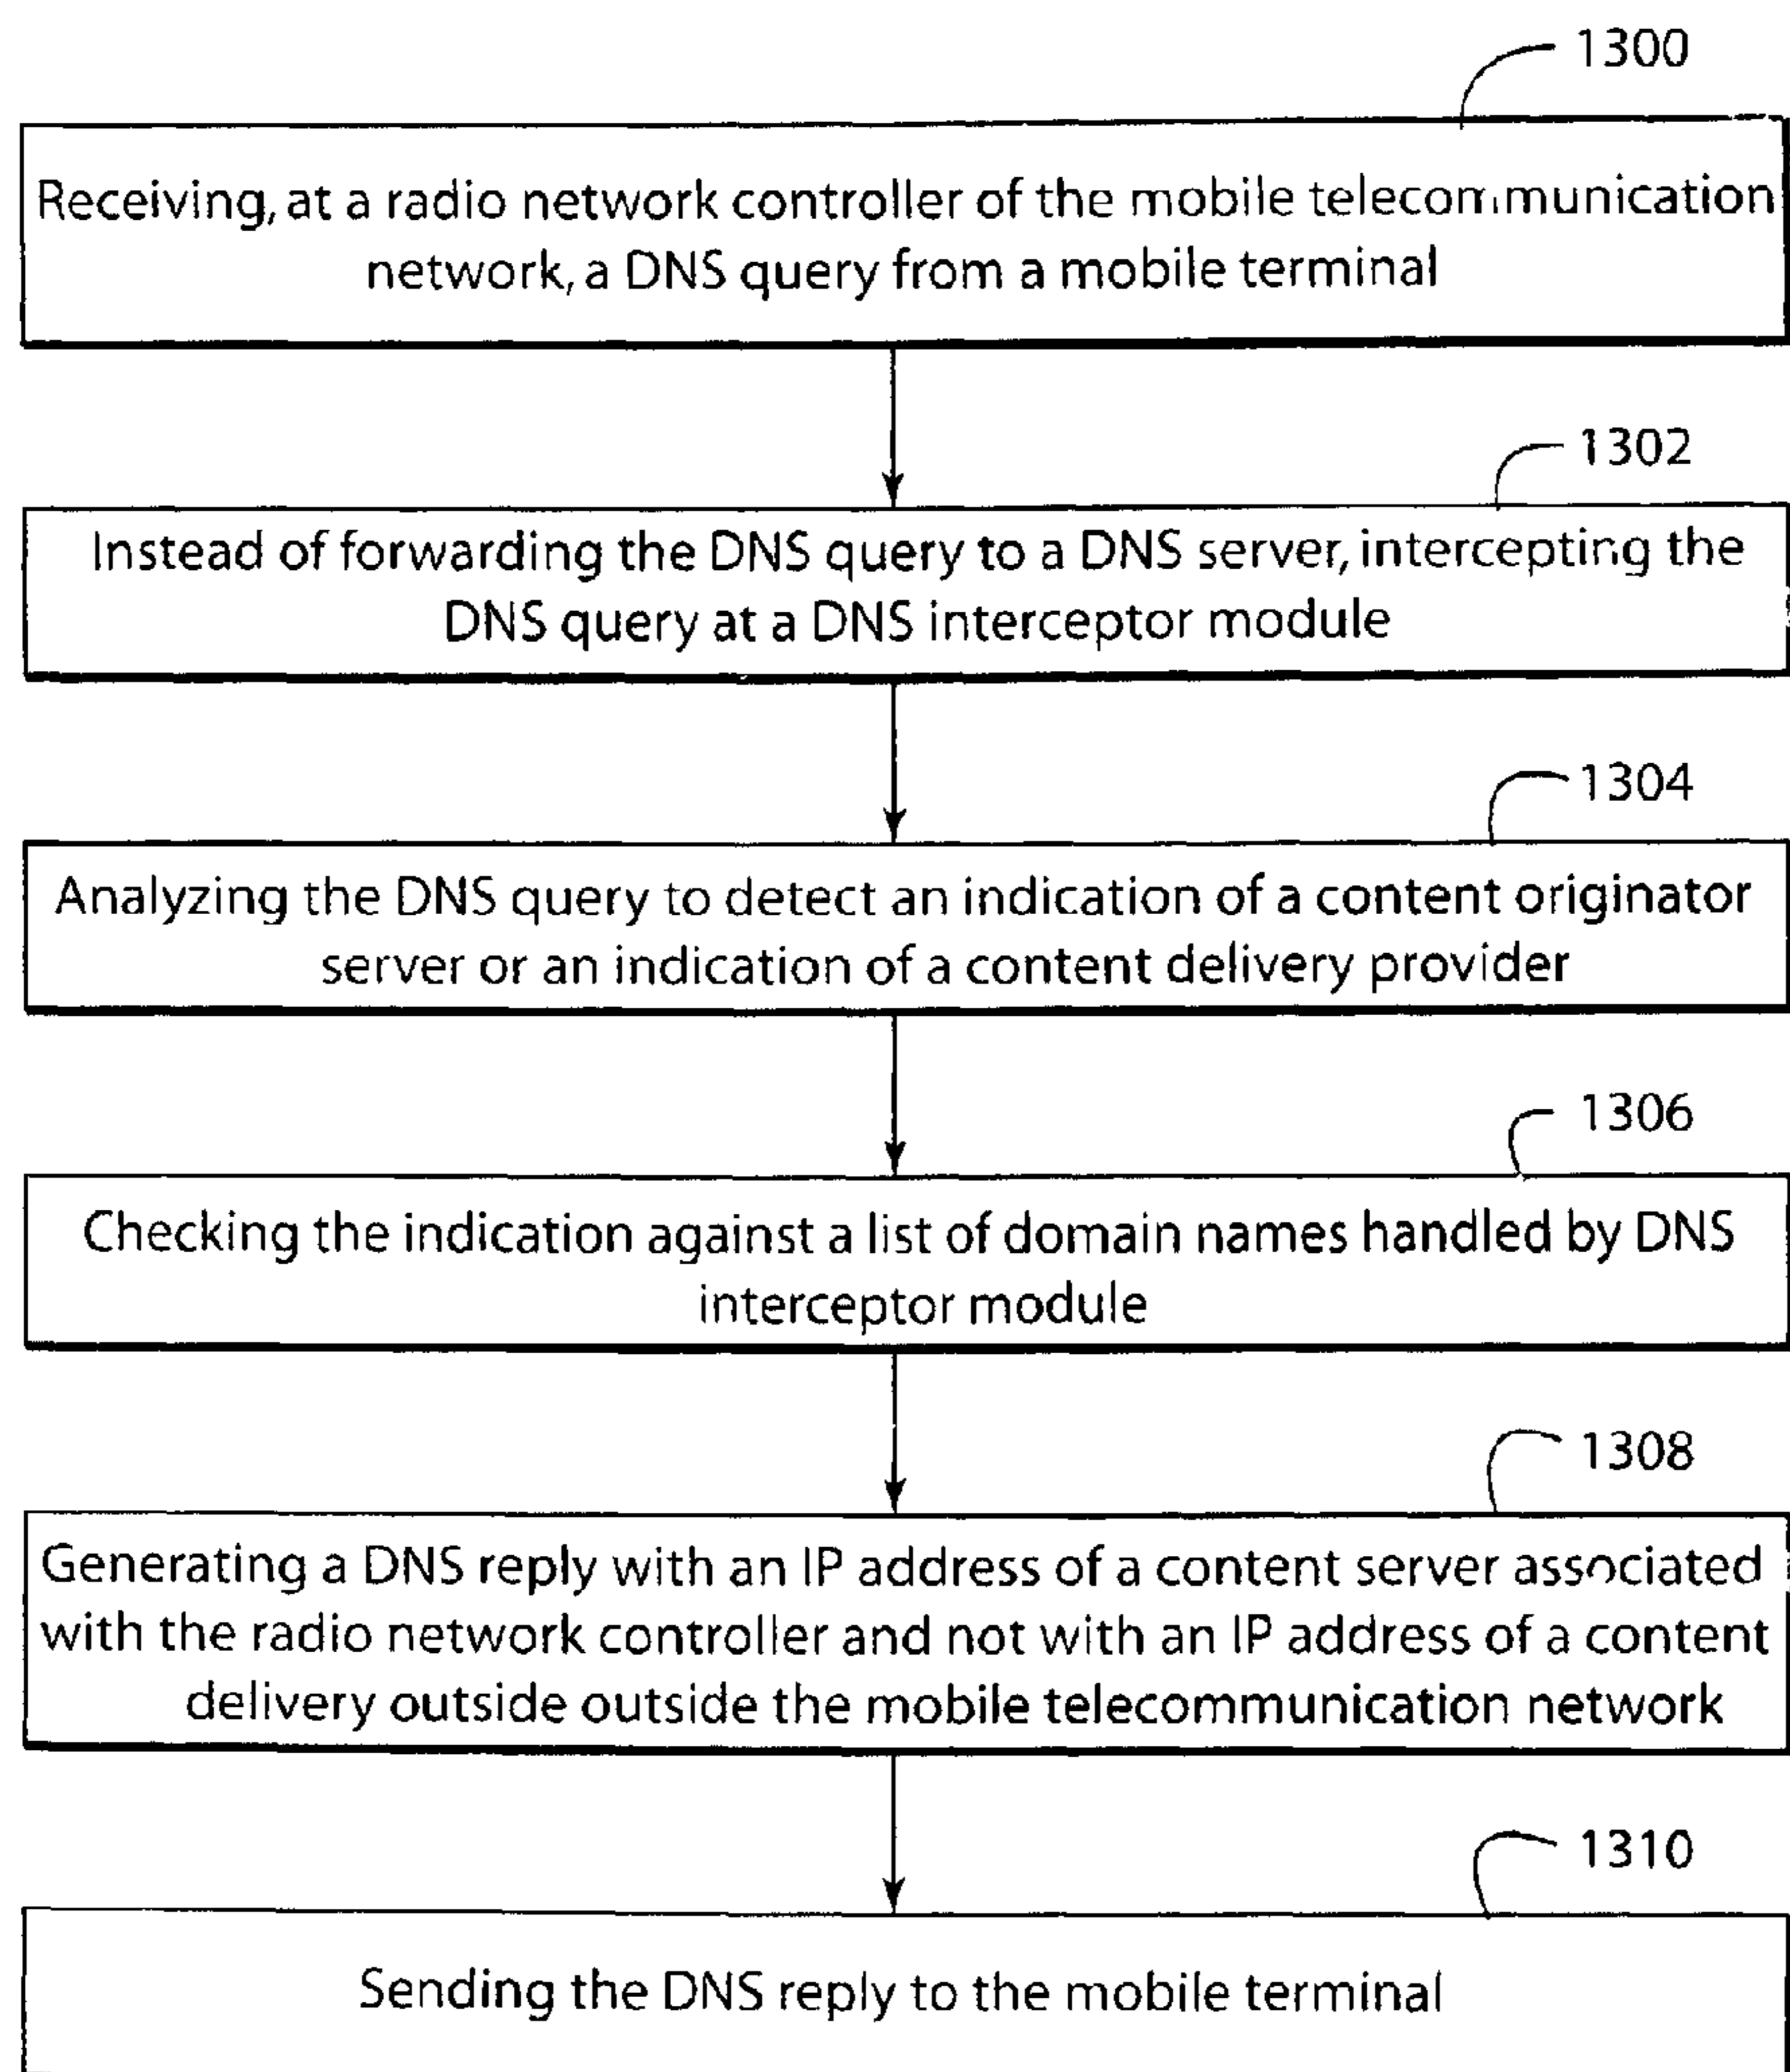 1300
Receiving, at a radio network controller of the mobile telecommunication
network, a DNS query from a mobile terminal
1302
Instead of forwarding the DNS query to a DNS server, intercepting the
DNS query at a DNS interceptor module
1304
Analyzing the DNS query to detect an indication of a content originator
server or an indication of a content delivery provider
1306
Checking the indication against a list of domain names handled by DNS
interceptor module
1308
Generating a DNS reply with an IP address of a content server associated
with the radio network controller and not with an IP address of a content
delivery outside outside the mobile telecommunication network
1310
Sending the DNS reply to the mobile terminal